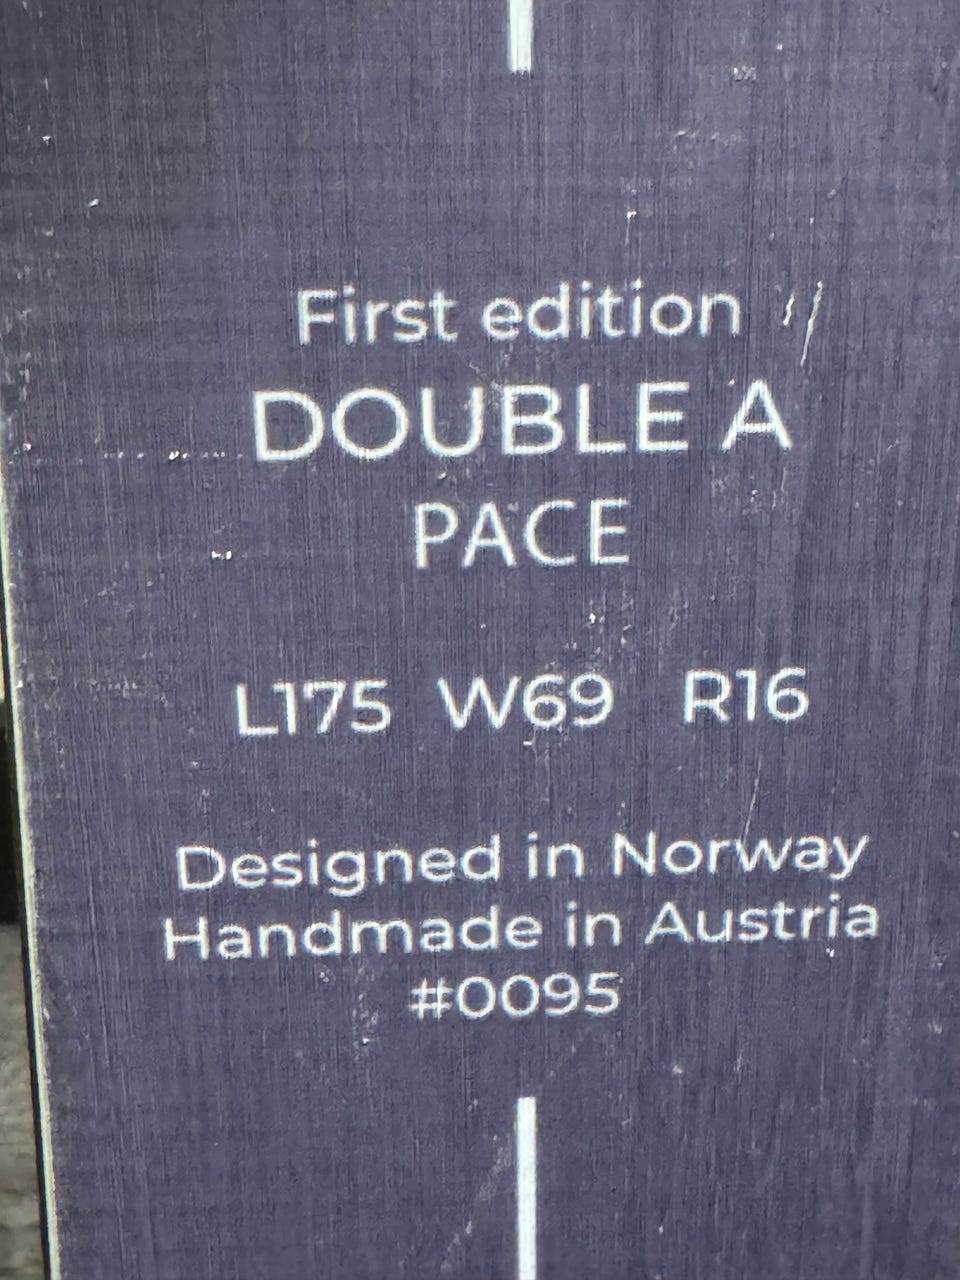 First edition
DOUBLE A
PACE
L175 W69 R16
Designed in Norway
Handmade in Austria
#0095